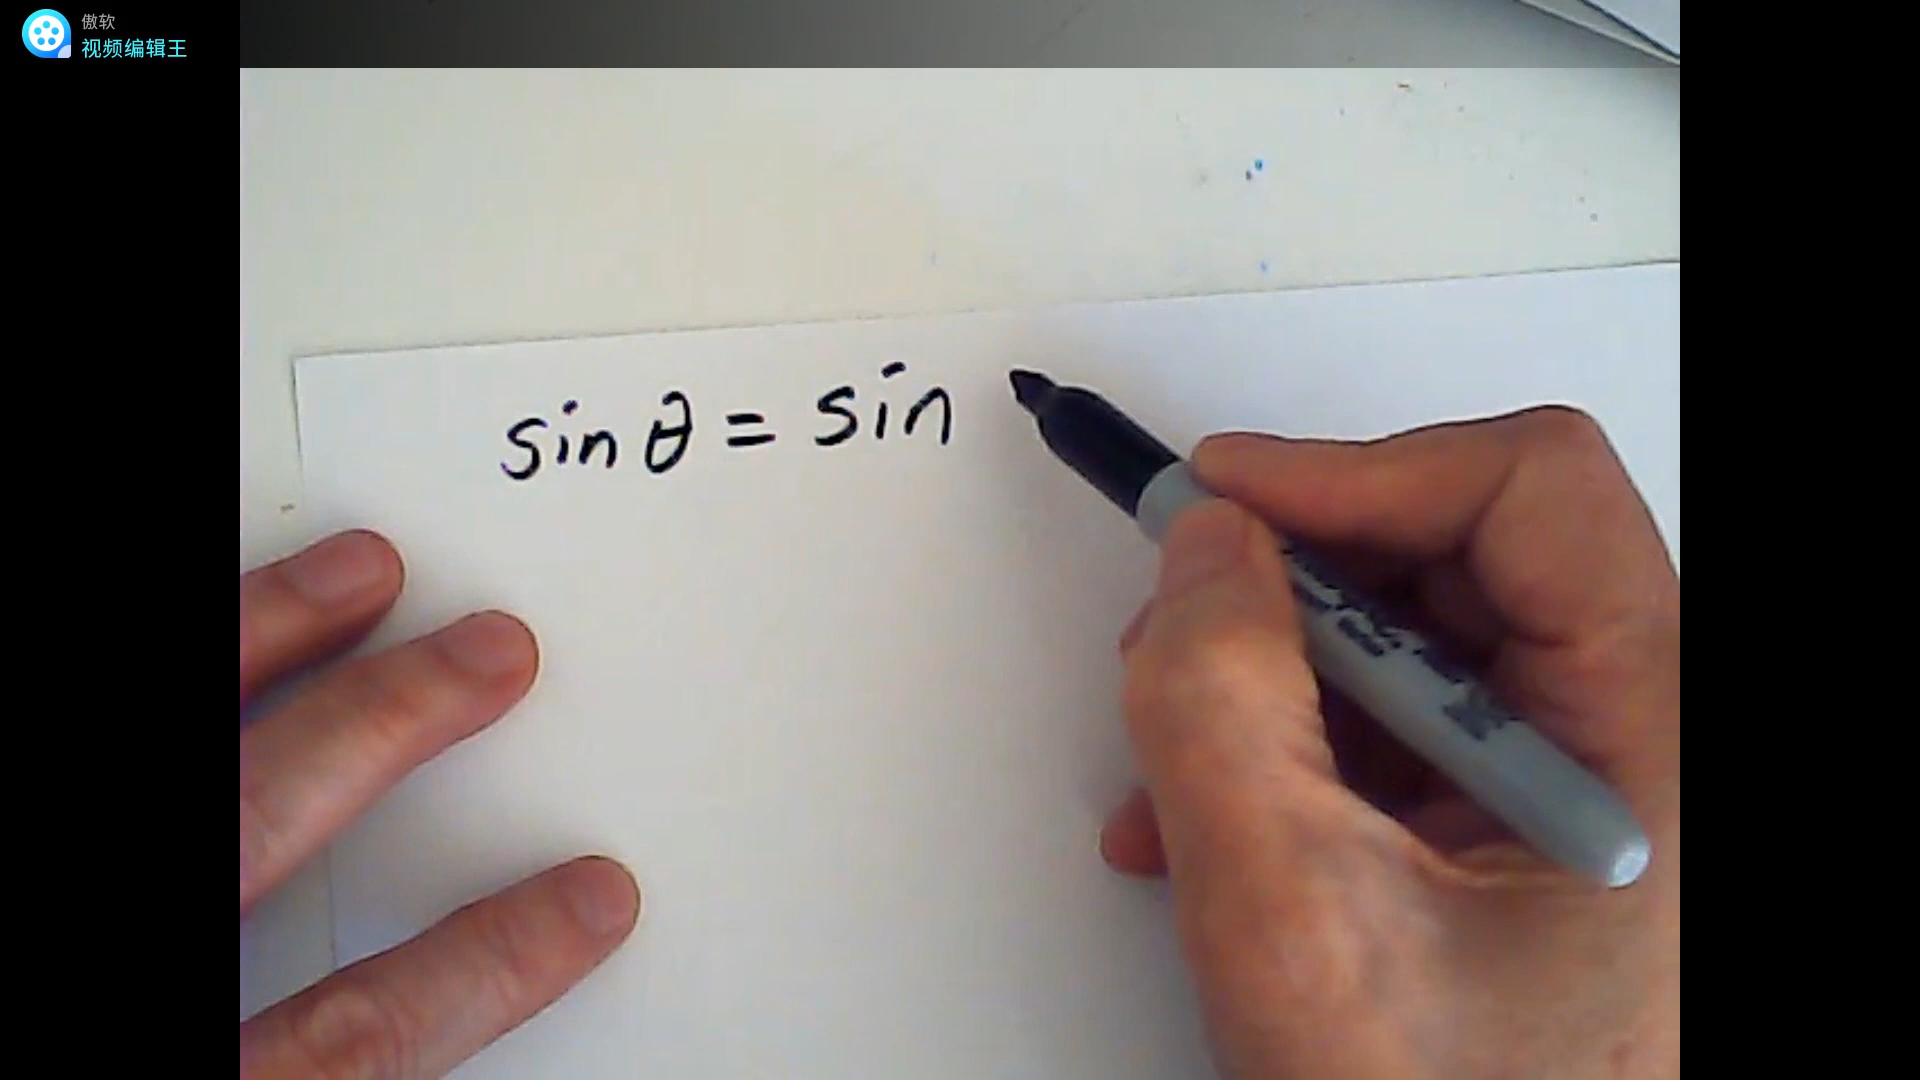 傲软
视频编辑王
sin θ = sin